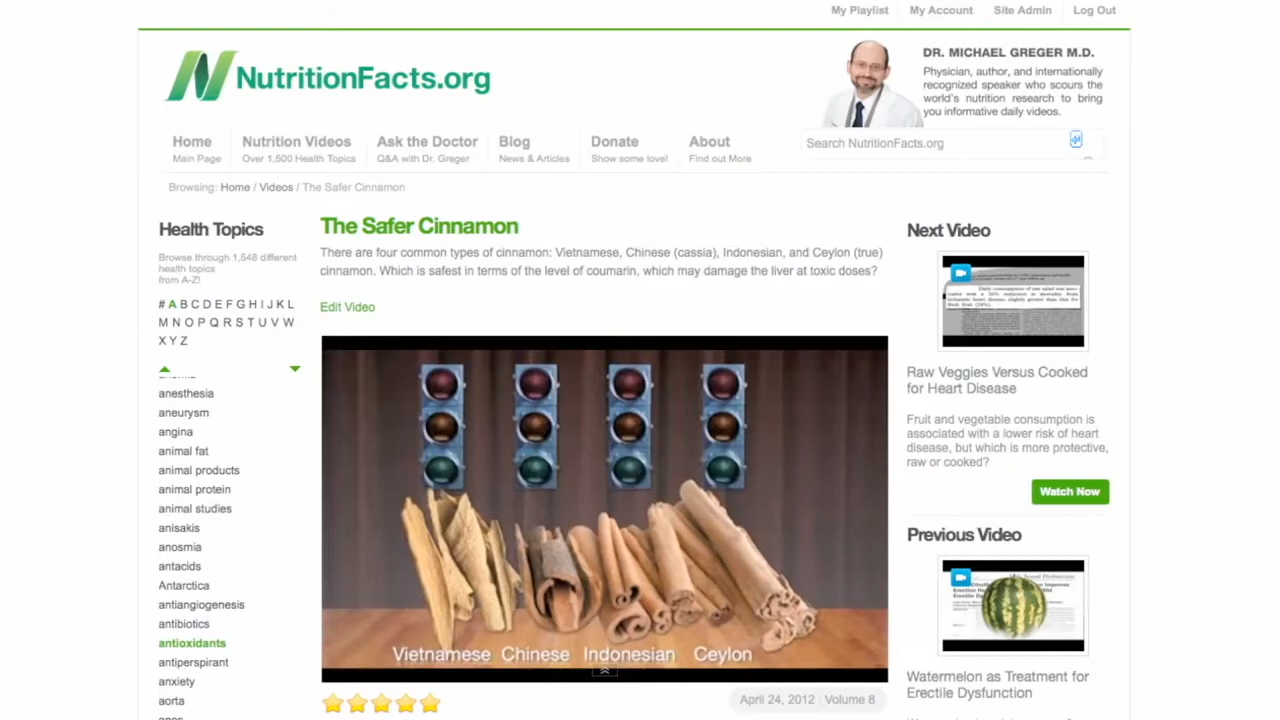 My Playlist My Account Site Admin Log Out
NutritionFacts.org
DR. MICHAEL GREGER M.D.
Physician, author, and internationally
recognized speaker who scours the
world's nutrition research to bring
you informative daily videos.
Home Nutrition Videos Ask the Doctor Blog Donate About
Main Page Over 1,500 Health Topics Q&A with Dr. Greger News & Articles Show some love! Find out More
Search NutritionFacts.org
Browsing: Home / Videos / The Safer Cinnamon
Health Topics
Browse through 1,548 different
health topics
from A-Z!
# A B C D E F G H I J K L
M N O P Q R S T U V W
X Y Z
anesthesia
aneurysm
angina
animal fat
animal products
animal protein
animal studies
anisakis
anosmia
antacids
Antarctica
antiangiogenesis
antibiotics
antioxidants
antiperspirant
anxiety
aorta
The Safer Cinnamon
There are four common types of cinnamon: Vietnamese, Chinese (cassia), Indonesian, and Ceylon (true)
cinnamon. Which is safest in terms of the level of coumarin, which may damage the liver at toxic doses?
Edit Video
Vietnamese Chinese Indonesian Ceylon
April 24, 2012 | Volume 8
Next Video
Raw Veggies Versus Cooked
for Heart Disease
Fruit and vegetable consumption is
associated with a lower risk of heart
disease, but which is more protective,
raw or cooked?
Watch Now
Previous Video
Watermelon as Treatment for
Erectile Dysfunction